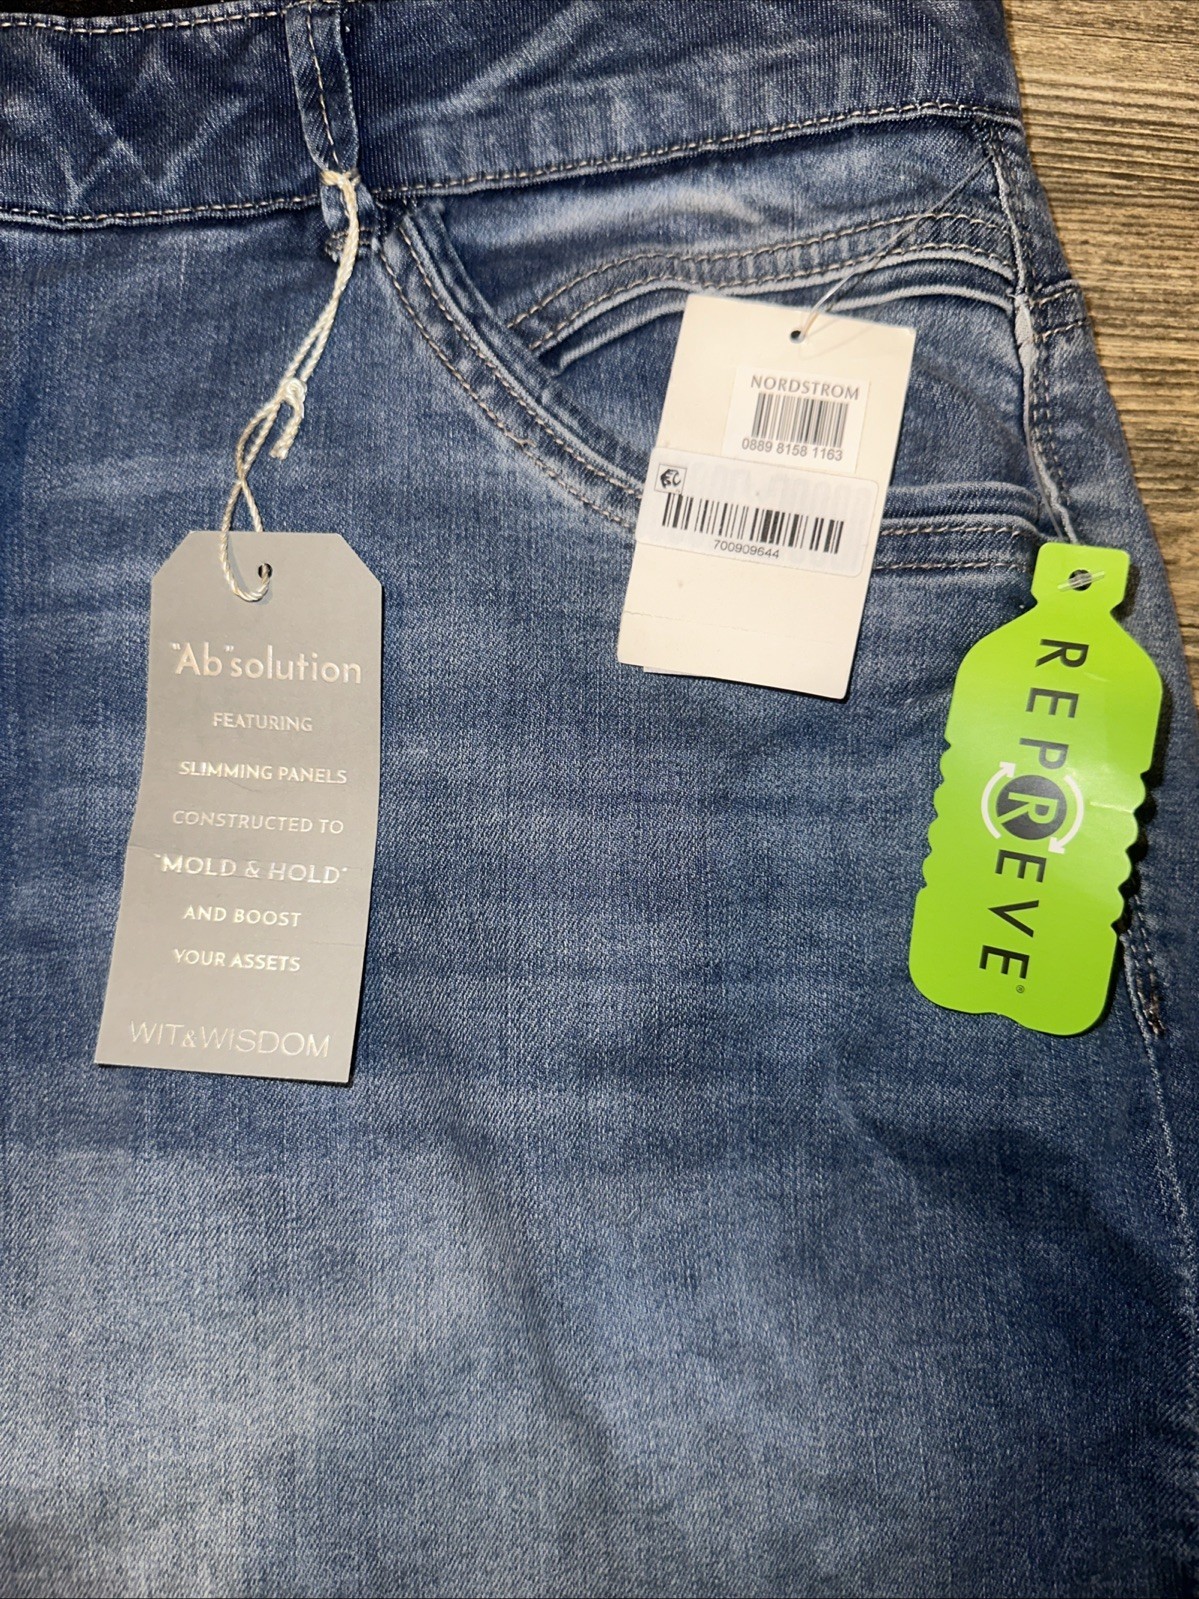 "Ab"solution
FEATURING
SLIMMING PANELS
CONSTRUCTED TO
"MOLD & HOLD"
AND BOOST
YOUR ASSETS
WIT&WISDOM
NORDSTROM
0889 8158 1163
700909644
REPREVE®